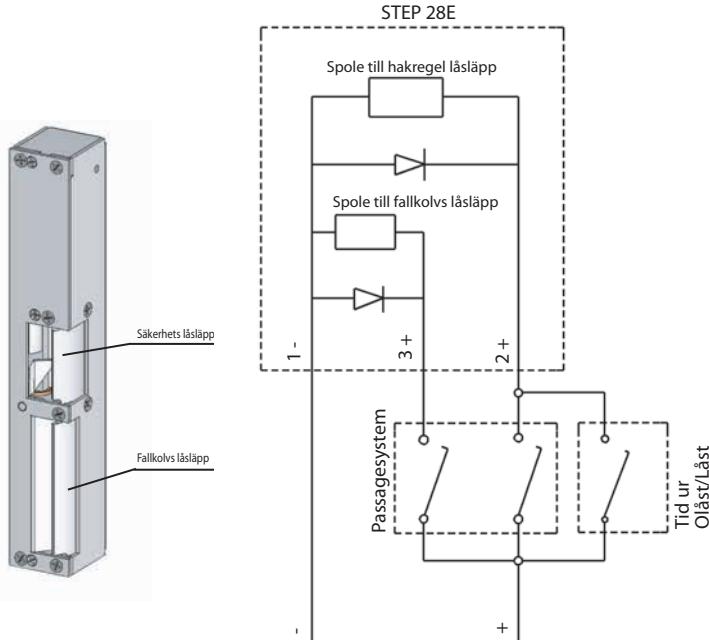 STEP 28E
Spole till hakregel låsläpp
Spole till fallkolvs låsläpp
1 -
3 +
2 +
Säkerhets låsläpp
Fallkolvs låsläpp
Passagesystem
Tid ur
Olåst/Låst
-
+